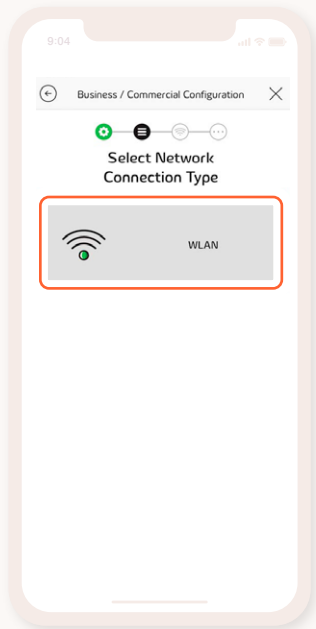 9:04
Business / Commercial Configuration
Select Network
Connection Type
WLAN